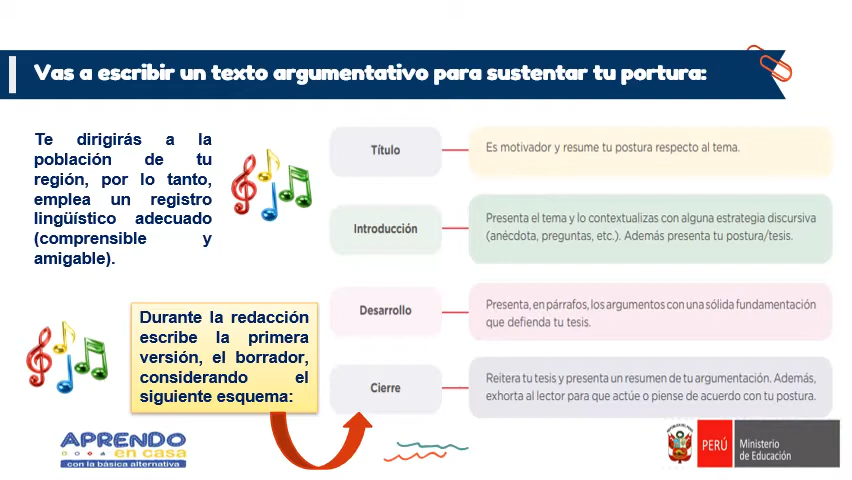 Vas a escribir un texto argumentativo para sustentar tu portura:
Te dirigirás a la
población de tu
región, por lo tanto,
emplea un registro
lingüístico adecuado
(comprensible y
amigable).
Título
Es motivador y resume tu postura respecto al tema.
Introducción
Presenta el tema y lo contextualizas con alguna estrategia discursiva
(anécdota, preguntas, etc.). Además presenta tu postura/tesis.
Durante la redacción
escribe la primera
versión, el borrador,
considerando el
siguiente esquema:
Desarrollo
Presenta, en párrafos, los argumentos con una sólida fundamentación
que defienda tu tesis.
Cierre
Reitera tu tesis y presenta un resumen de tu argumentación. Además,
exhorta al lector para que actúe o piense de acuerdo con tu postura.
APRENDO
en casa
con la básica alternativa
PERÚ
Ministerio
de Educación